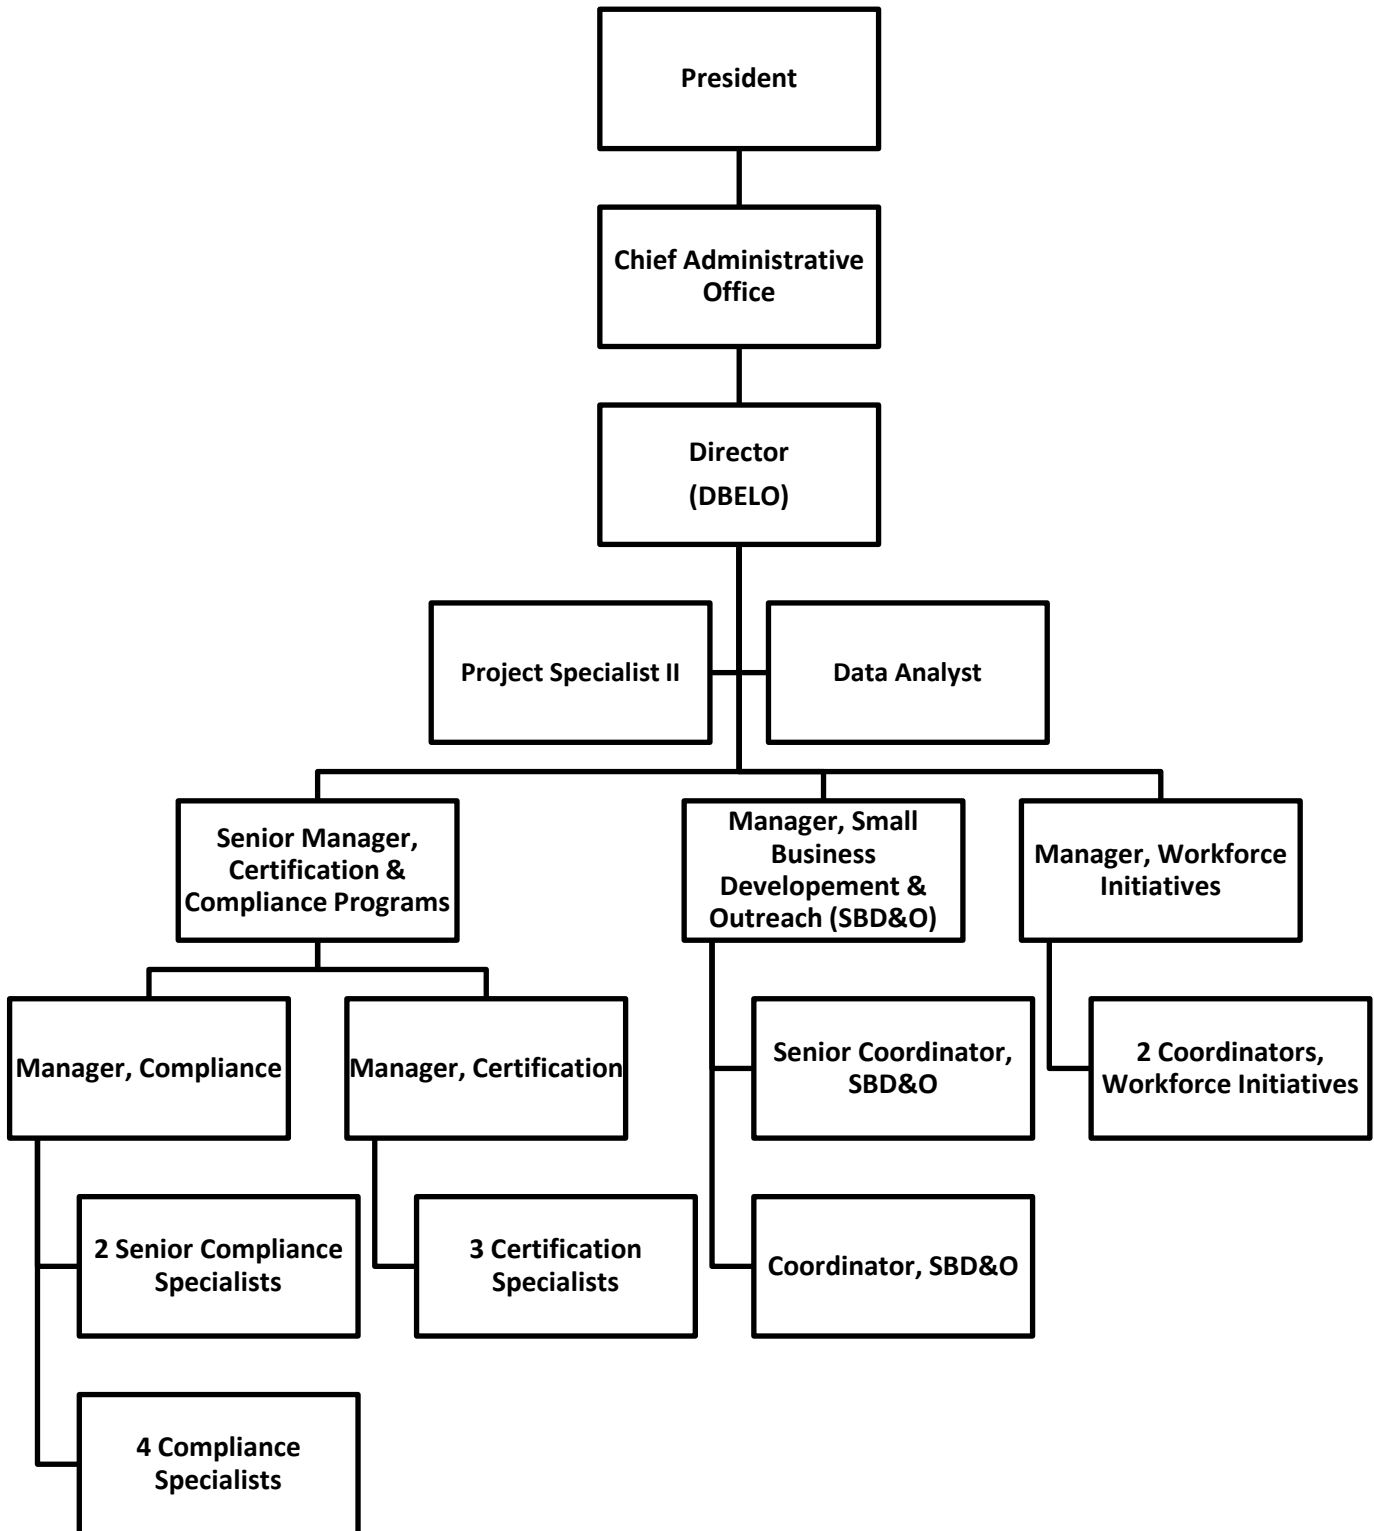 President
Chief Administrative
Office
Director
(DBELO)
Project Specialist II
Data Analyst
Senior Manager,
Certification &
Compliance Programs
Manager, Small
Business
Developement &
Outreach (SBD&O)
Manager, Workforce
Initiatives
Manager, Compliance
Manager, Certification
Senior Coordinator,
SBD&O
2 Coordinators,
Workforce Initiatives
2 Senior Compliance
Specialists
3 Certification
Specialists
Coordinator, SBD&O
4 Compliance
Specialists